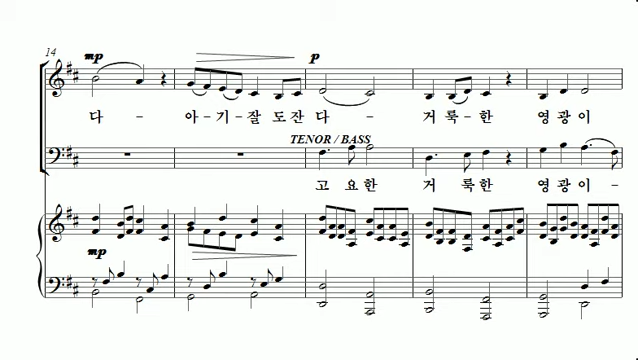 14
mp
p
다- 아-기-잘 도잔 다- 거 룩-한 영 광 이
TENOR / BASS
고 요한 거 룩한 영광이-
mp